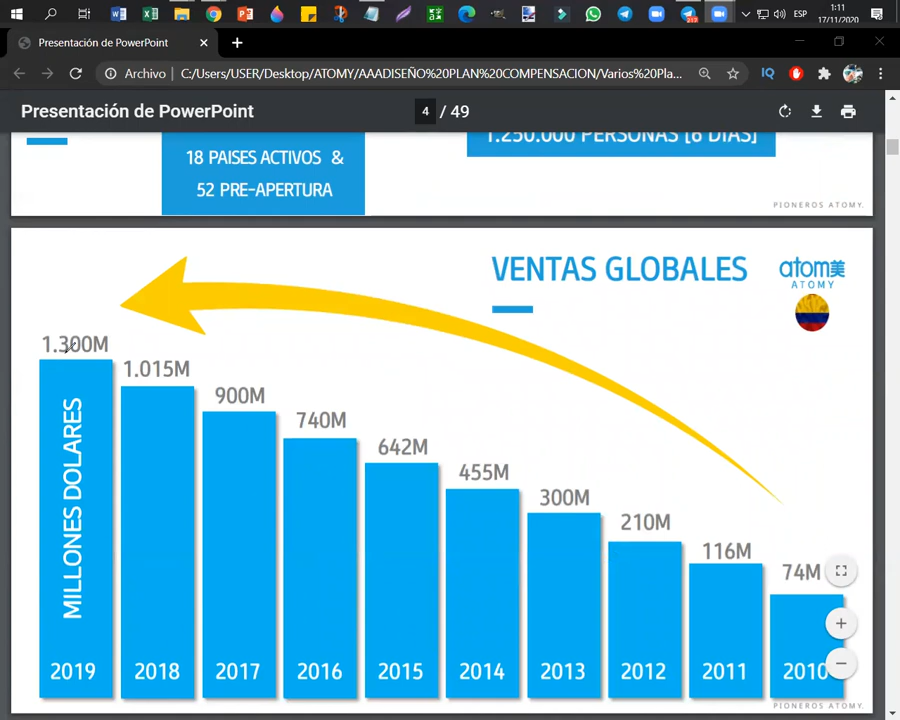 ESP
1:11
17/11/2020
Presentación de PowerPoint
Archivo
C:/Users/USER/Desktop/ATOMY/AAADISEÑO%20PLAN%20COMPENSACION/Varios%20Pla...
Presentación de PowerPoint
4 / 49
1.250.000 PERSONAS [6 DIAS]
18 PAISES ACTIVOS &
52 PRE-APERTURA
PIONEROS ATOMY.
VENTAS GLOBALES
atom美
ATOMY
1.300M
1.015M
900M
740M
642M
455M
300M
210M
116M
74M
MILLONES DOLARES
2019
2018
2017
2016
2015
2014
2013
2012
2011
2010
PIONEROS ATOMY.